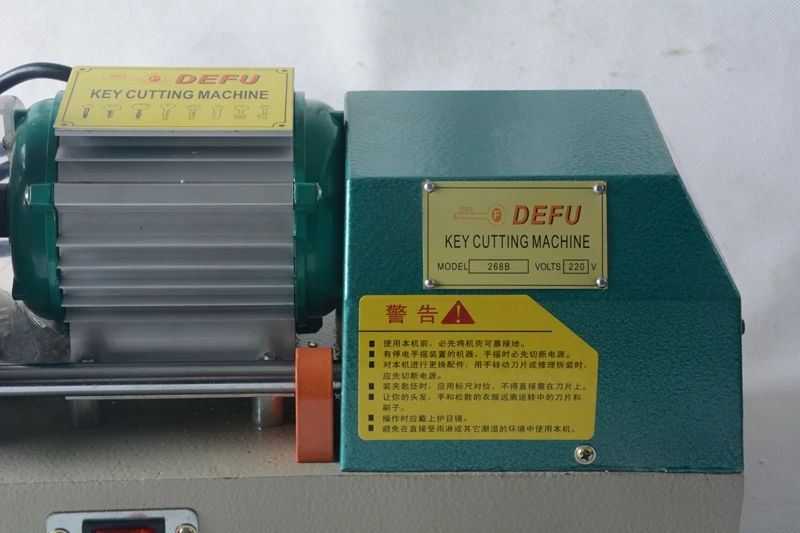 DEFU
KEY CUTTING MACHINE
DEFU
KEY CUTTING MACHINE
MODEL 268B VOLTS 220 V
警告
■ 使用本机前，必先将机壳可靠接地。
■ 有停电手摇装置的机器，手摇时必先切断电源。
■ 对本机进行更换配件，用手转动刀片或修理拆装时，
应先切断电源。
■ 装夹匙坯时，应用标尺对位，不得直接靠在刀片上。
■ 让你的头发，手和松散的衣服远离运转中的刀片和
刷子。
■ 操作时应戴上护目镜。
■ 避免在直接受雨淋或其它潮湿的环境中使用本机。